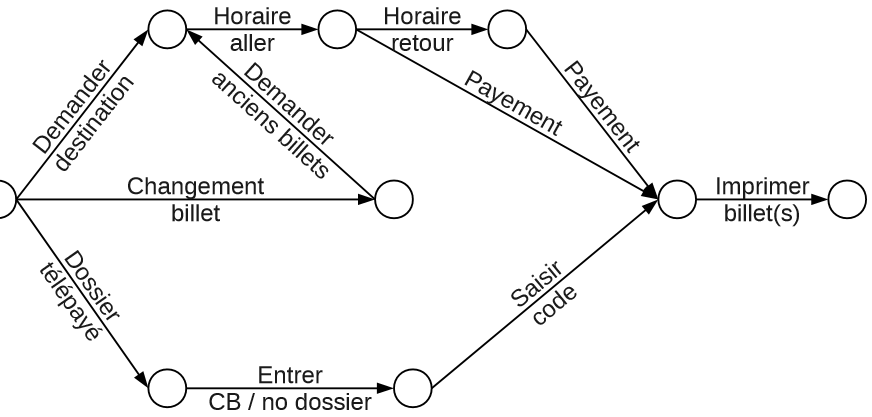 Horaire
aller
Horaire
retour
Demander
destination
Demander
anciens billets
Payement
Payement
Changement
billet
Imprimer
billet(s)
Dossier
télépayé
Saisir
code
Entrer
CB / no dossier